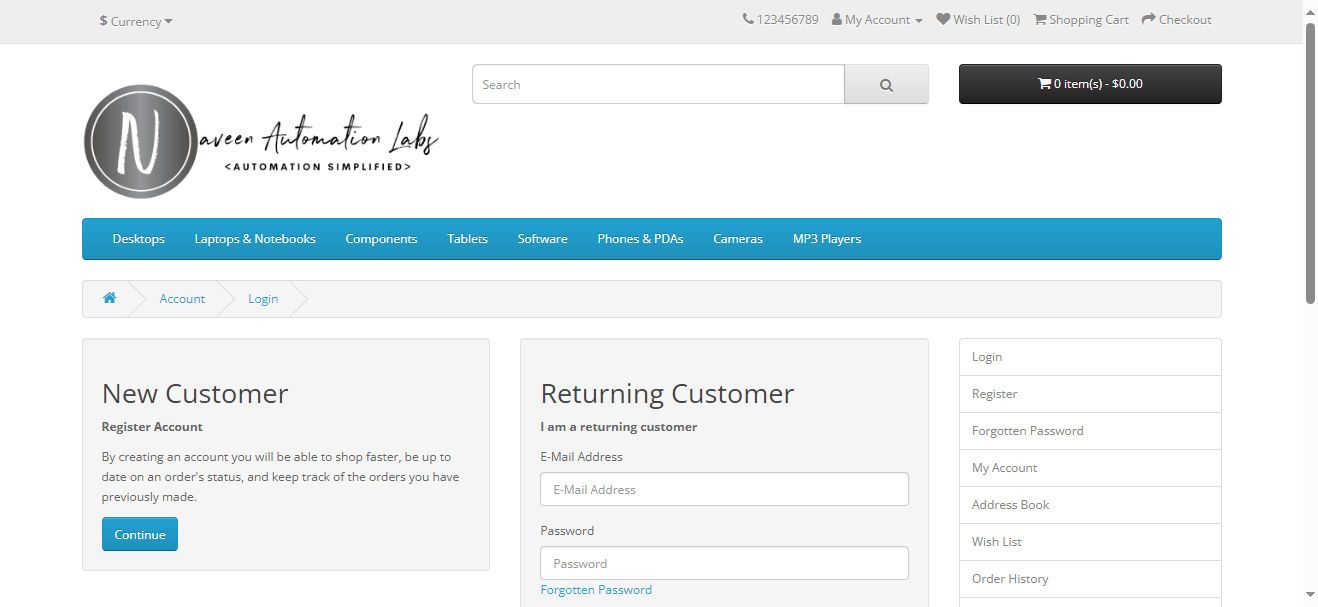 $ Currency
123456789 My Account Wish List (0) Shopping Cart Checkout
Search
0 item(s) - $0.00
Naveen Automation Labs
<AUTOMATION SIMPLIFIED>
Desktops Laptops & Notebooks Components Tablets Software Phones & PDAs Cameras MP3 Players
Account Login
New Customer
Register Account
By creating an account you will be able to shop faster, be up to
date on an order's status, and keep track of the orders you have
previously made.
Continue
Returning Customer
I am a returning customer
E-Mail Address
E-Mail Address
Password
Password
Forgotten Password
Login
Register
Forgotten Password
My Account
Address Book
Wish List
Order History